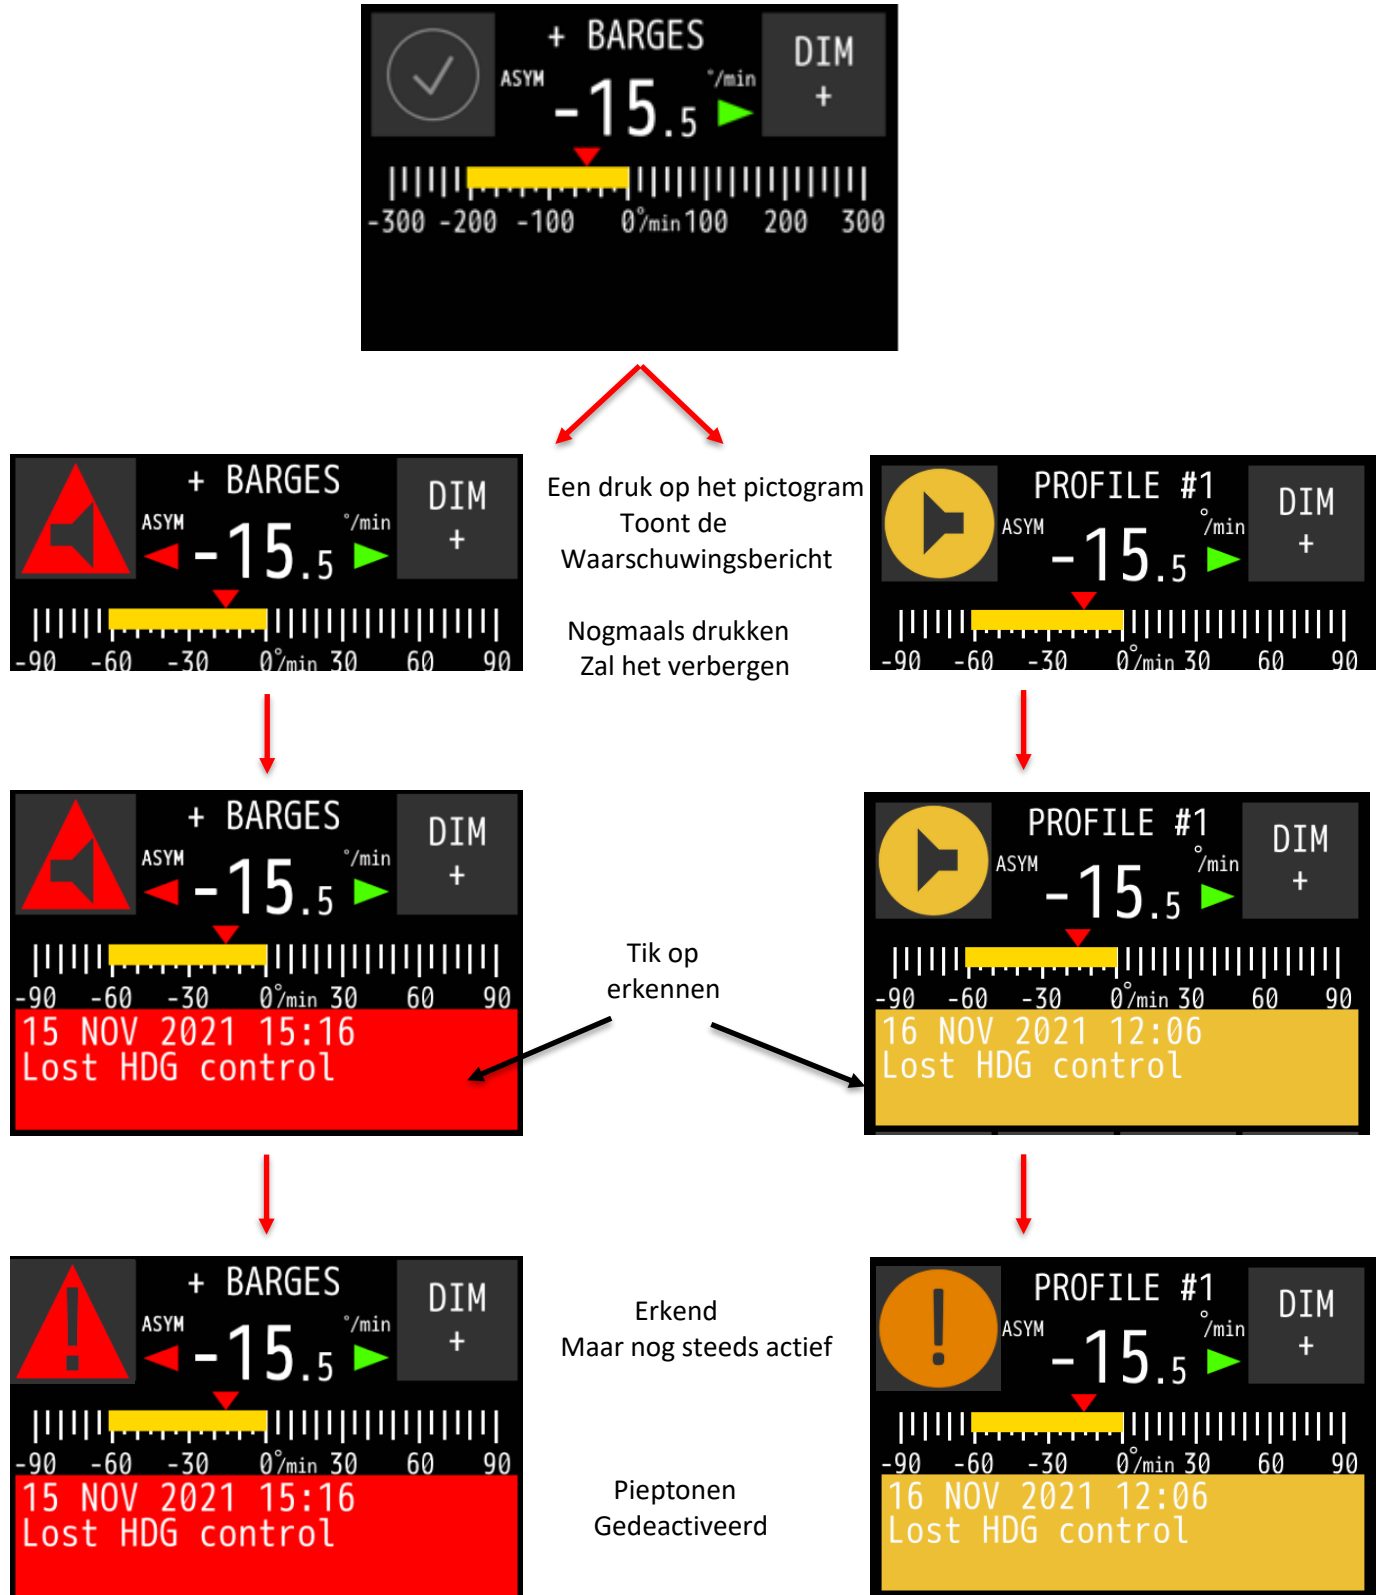 + BARGES
DIM
+
ASYM
-15.5
°/min
-300 -200 -100 0°/min 100 200 300
+ BARGES
DIM
+
ASYM
-15.5
°/min
-90 -60 -30 0°/min 30 60 90
Een druk op het pictogram
Toont de
Waarschuwingsbericht
Nogmaals drukken
Zal het verbergen
PROFILE #1
DIM
+
ASYM
-15.5
°/min
-90 -60 -30 0°/min 30 60 90
+ BARGES
DIM
+
ASYM
-15.5
°/min
-90 -60 -30 0°/min 30 60 90
15 NOV 2021 15:16
Lost HDG control
Tik op
erkennen
PROFILE #1
DIM
+
ASYM
-15.5
°/min
-90 -60 -30 0°/min 30 60 90
16 NOV 2021 12:06
Lost HDG control
+ BARGES
DIM
+
ASYM
-15.5
°/min
-90 -60 -30 0°/min 30 60 90
15 NOV 2021 15:16
Lost HDG control
Erkend
Maar nog steeds actief
Pieptonen
Gedeactiveerd
PROFILE #1
DIM
+
ASYM
-15.5
°/min
-90 -60 -30 0°/min 30 60 90
16 NOV 2021 12:06
Lost HDG control